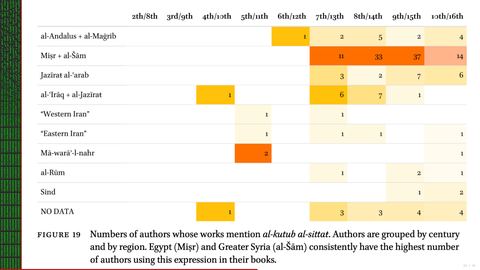 2th/8th 3rd/9th 4th/10th 5th/11th 6th/12th 7th/13th 8th/14th 9th/15th 10th/16th
al-Andalus + al-Maġrib 1 2 5 2 4
Miṣr + al-Šām 11 33 37 14
Jazīrat al-ʿarab 3 2 7 6
al-ʿIrāq + al-Jazīrat 1 6 7 1
“Western Iran” 1 1
“Eastern Iran” 1 1 1 1
Mā-warāʾ-l-nahr 2 1
al-Rūm 1 2 1
Sind 1 2
NO DATA 1 3 3 4 4
FIGURE 19 Numbers of authors whose works mention al-kutub al-sittat. Authors are grouped by century
and by region. Egypt (Miṣr) and Greater Syria (al-Šām) consistently have the highest number
of authors using this expression in their books.